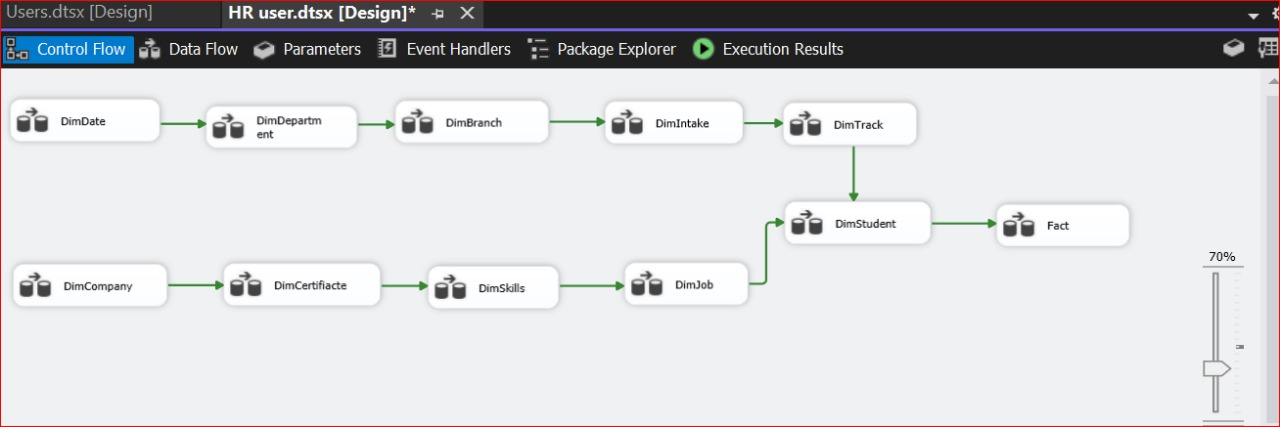 Users.dtsx [Design]
HR user.dtsx [Design]*
Control Flow
Data Flow
Parameters
Event Handlers
Package Explorer
Execution Results
DimDate
DimDepartm
ent
DimBranch
DimIntake
DimTrack
DimStudent
Fact
DimCompany
DimCertifiacte
DimSkills
DimJob
70%